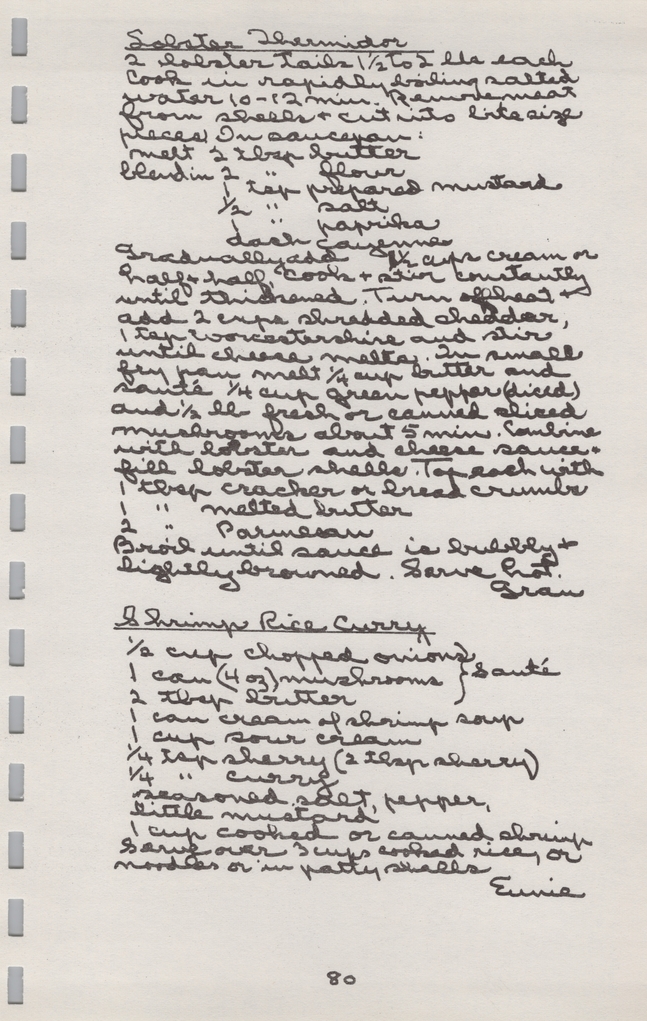 Lobster Thermidor
2 lobster tails 1½ to 2 lbs each
Cook in rapidly boiling salted
water 10-12 min. Remove meat
from shells + cut into bite size
pieces. In saucepan:
melt 2 tbsp butter
blend in 2 " flour
1 tsp prepared mustard
½ " salt
1 " paprika
dash cayenne
Gradually add 1½ cups cream or
half + half, Cook + stir constantly
until thickened. Turn off heat +
add 2 cups shredded cheddar,
1 tsp Worcestershire and stir
until cheese melts. In small
fry pan melt ¼ cup butter and
sauté ¼ cup green pepper (diced)
and ½ lb fresh or canned sliced
mushrooms about 5 min. Combine
with lobster and cheese sauce +
fill lobster shells. Top each with
1 tbsp cracker or bread crumbs
1 " melted butter
2 " Parmesan
Broil until sauce is bubbly +
lightly browned. Serve hot.
Gran
Shrimp Rice Curry
½ cup chopped onions
1 can (4 oz) mushrooms } Sauté
2 tbsp butter
1 can cream of shrimp soup
1 cup sour cream
¼ tsp sherry (2 tbsp sherry)
¼ " curry
seasoned salt, pepper,
little mustard
1 cup cooked or canned shrimp
Serve over 3 cups cooked rice, or
noodles or in patty shells
Eunie
80